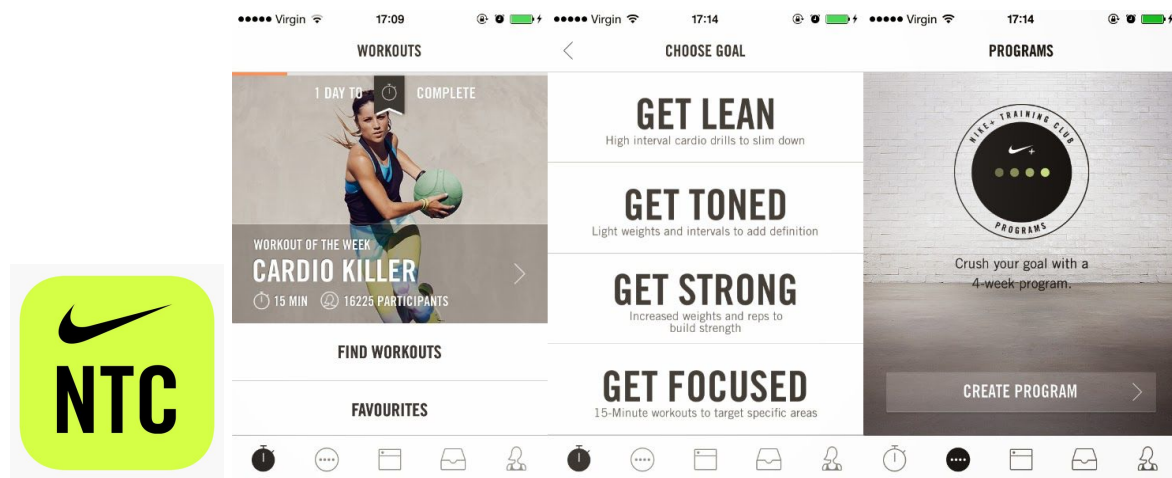 NTC
Virgin 17:09
WORKOUTS
1 DAY TO COMPLETE
WORKOUT OF THE WEEK
CARDIO KILLER
15 MIN 16225 PARTICIPANTS
FIND WORKOUTS
FAVOURITES
Virgin 17:14
CHOOSE GOAL
GET LEAN
High interval cardio drills to slim down
GET TONED
Light weights and intervals to add definition
GET STRONG
Increased weights and reps to
build strength
GET FOCUSED
15-Minute workouts to target specific areas
Virgin 17:14
PROGRAMS
NIKE+ TRAINING CLUB
PROGRAMS
Crush your goal with a
4-week program.
CREATE PROGRAM